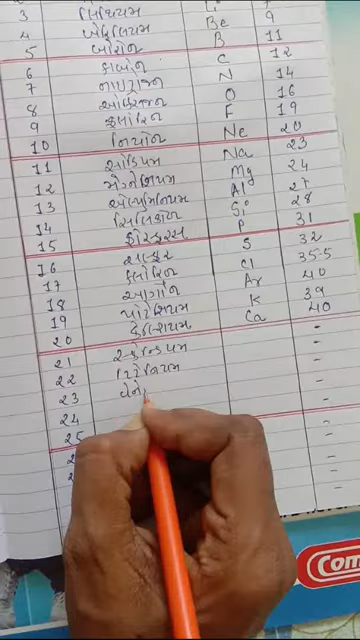 3 લિથિયમ 7
4 બેરિલિયમ Be 9
5 બોરોન B 11
6 કાર્બન C 12
7 નાઇટ્રોજન N 14
8 ઓક્સિજન O 16
9 ફ્લોરિન F 19
10 નિયોન Ne 20
11 સોડિયમ Na 23
12 મેગ્નેશિયમ Mg 24
13 એલ્યુમિનિયમ Al 27
14 સિલિકોન Si 28
15 ફોસ્ફરસ P 31
16 સલ્ફર S 32
17 ક્લોરિન Cl 35.5
18 આર્ગોન Ar 40
19 પોટેશિયમ K 39
20 કેલ્શિયમ Ca 40
21 સ્કેન્ડિયમ -
22 ટિટેનિયમ -
23 વેને -
24 -
25 -
Com